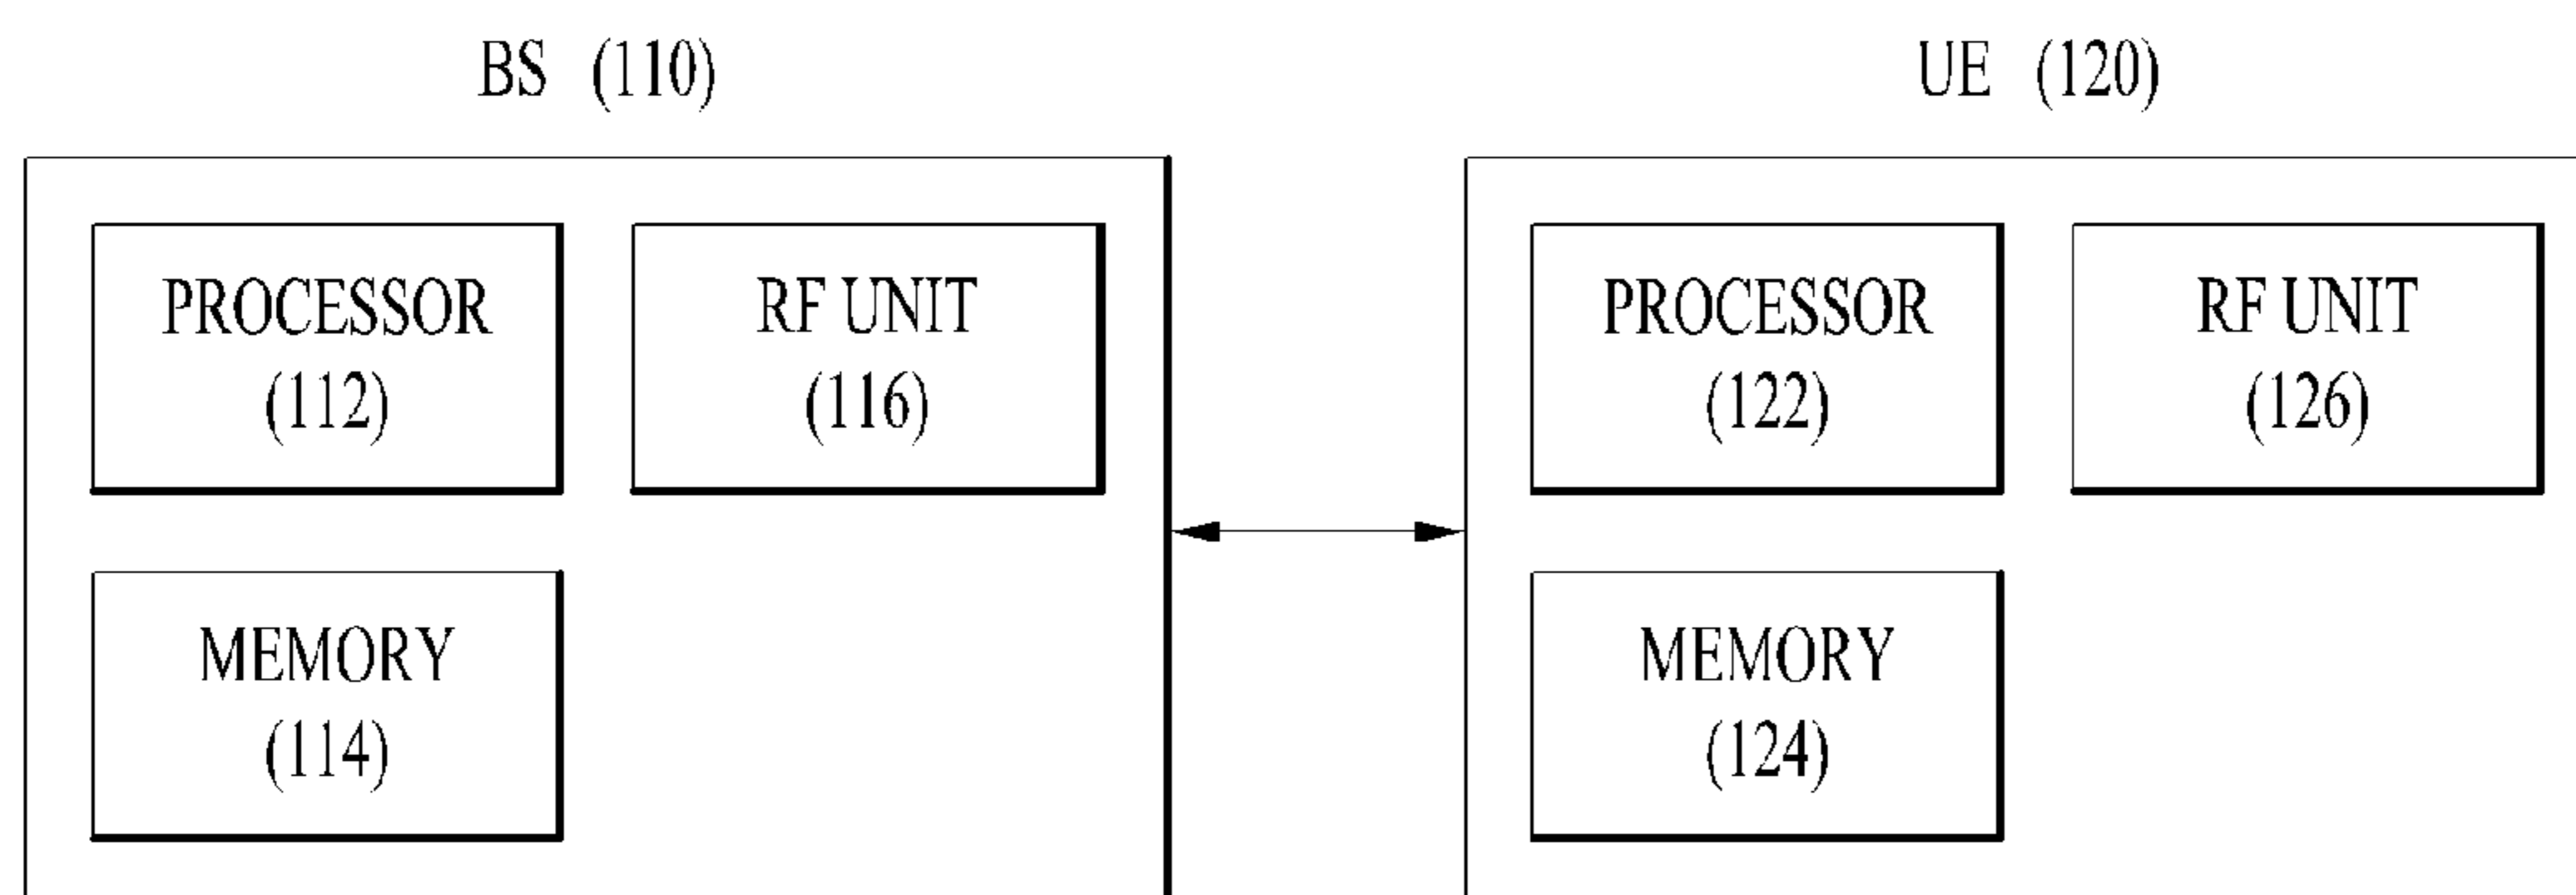 BS (110)
UE (120)
PROCESSOR
(112)
RF UNIT
(116)
PROCESSOR
(122)
RF UNIT
(126)
MEMORY
(114)
MEMORY
(124)